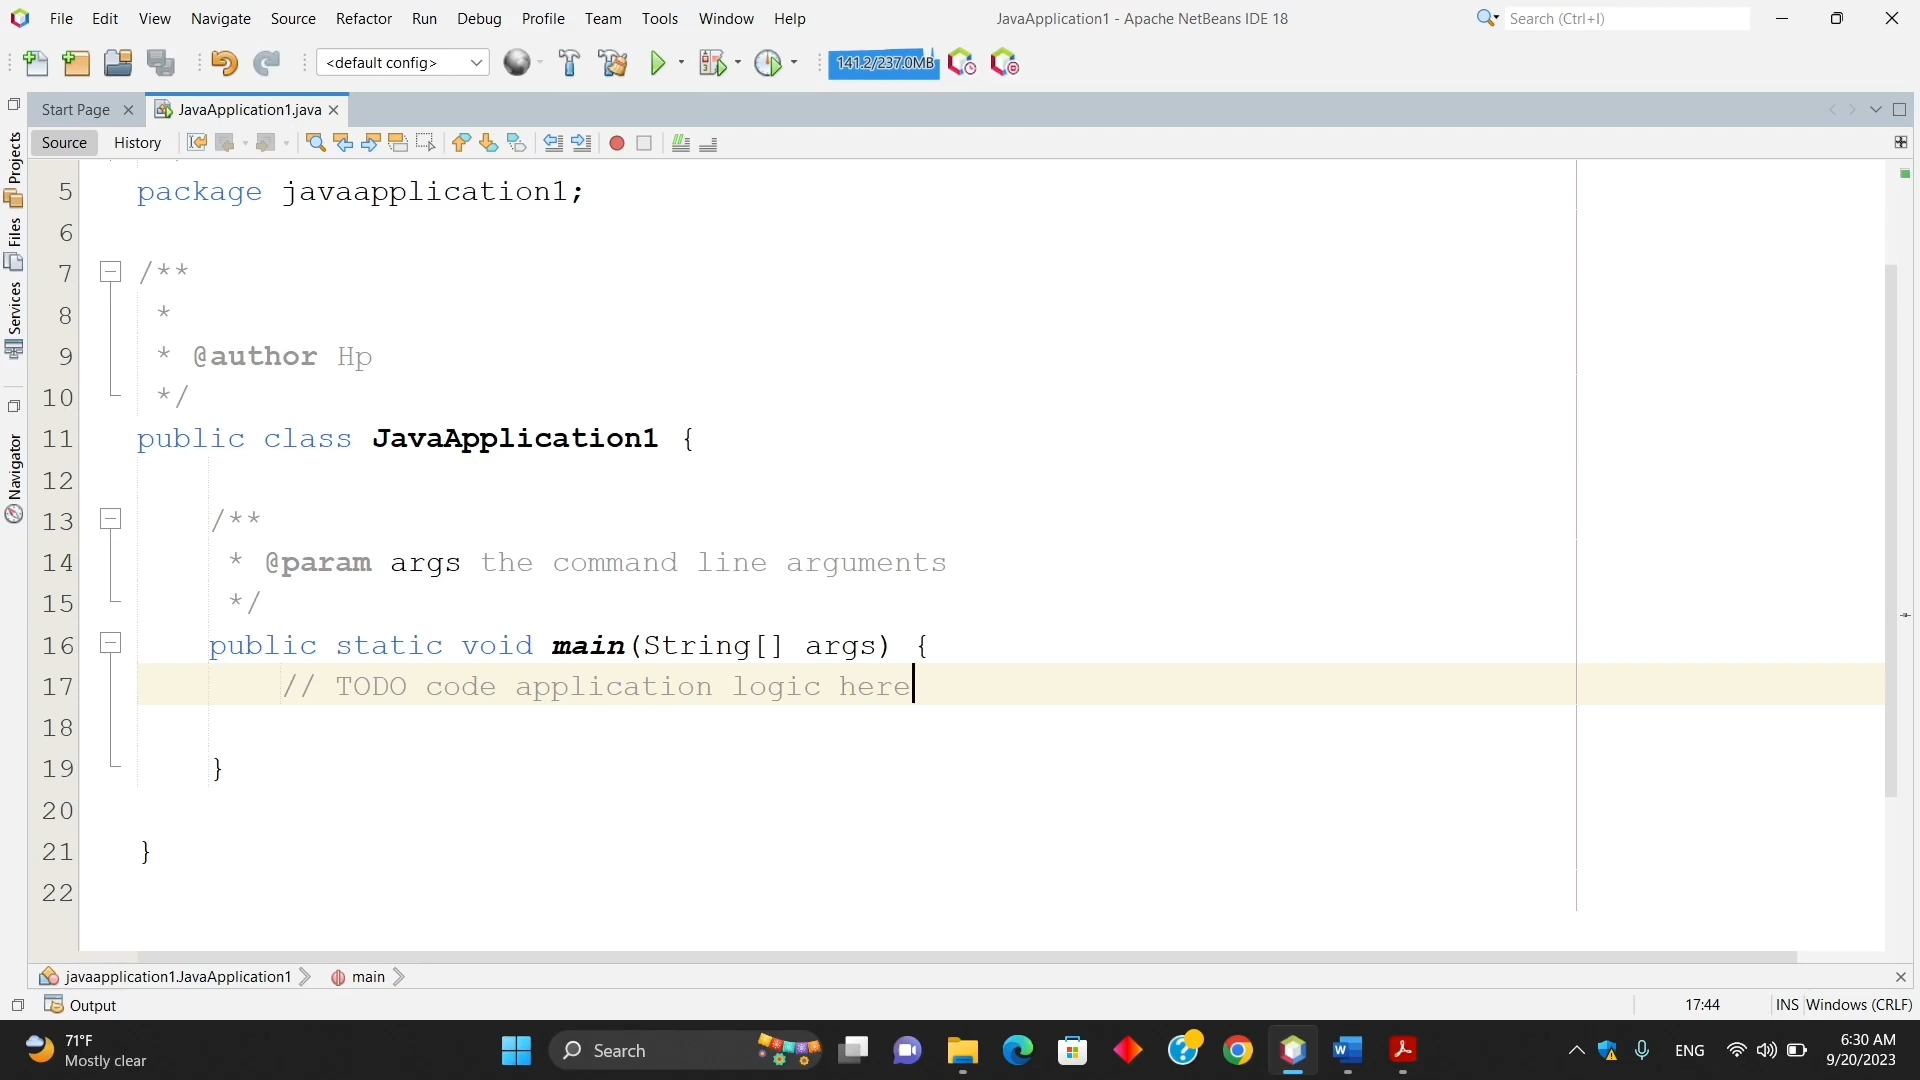 File Edit View Navigate Source Refactor Run Debug Profile Team Tools Window Help
JavaApplication1 - Apache NetBeans IDE 18
Search (Ctrl+I)
<default config>
141.2/237.0MB
Start Page
JavaApplication1.java
Source History
Projects
Files
Services
Navigator
5 package javaapplication1;
6
7 /**
8 *
9 * @author Hp
10 */
11 public class JavaApplication1 {
12
13 /**
14 * @param args the command line arguments
15 */
16 public static void main(String[] args) {
17 // TODO code application logic here
18
19 }
20
21 }
22
javaapplication1.JavaApplication1 main
Output
17:44 INS Windows (CRLF)
71°F
Mostly clear
Search
ENG
6:30 AM
9/20/2023